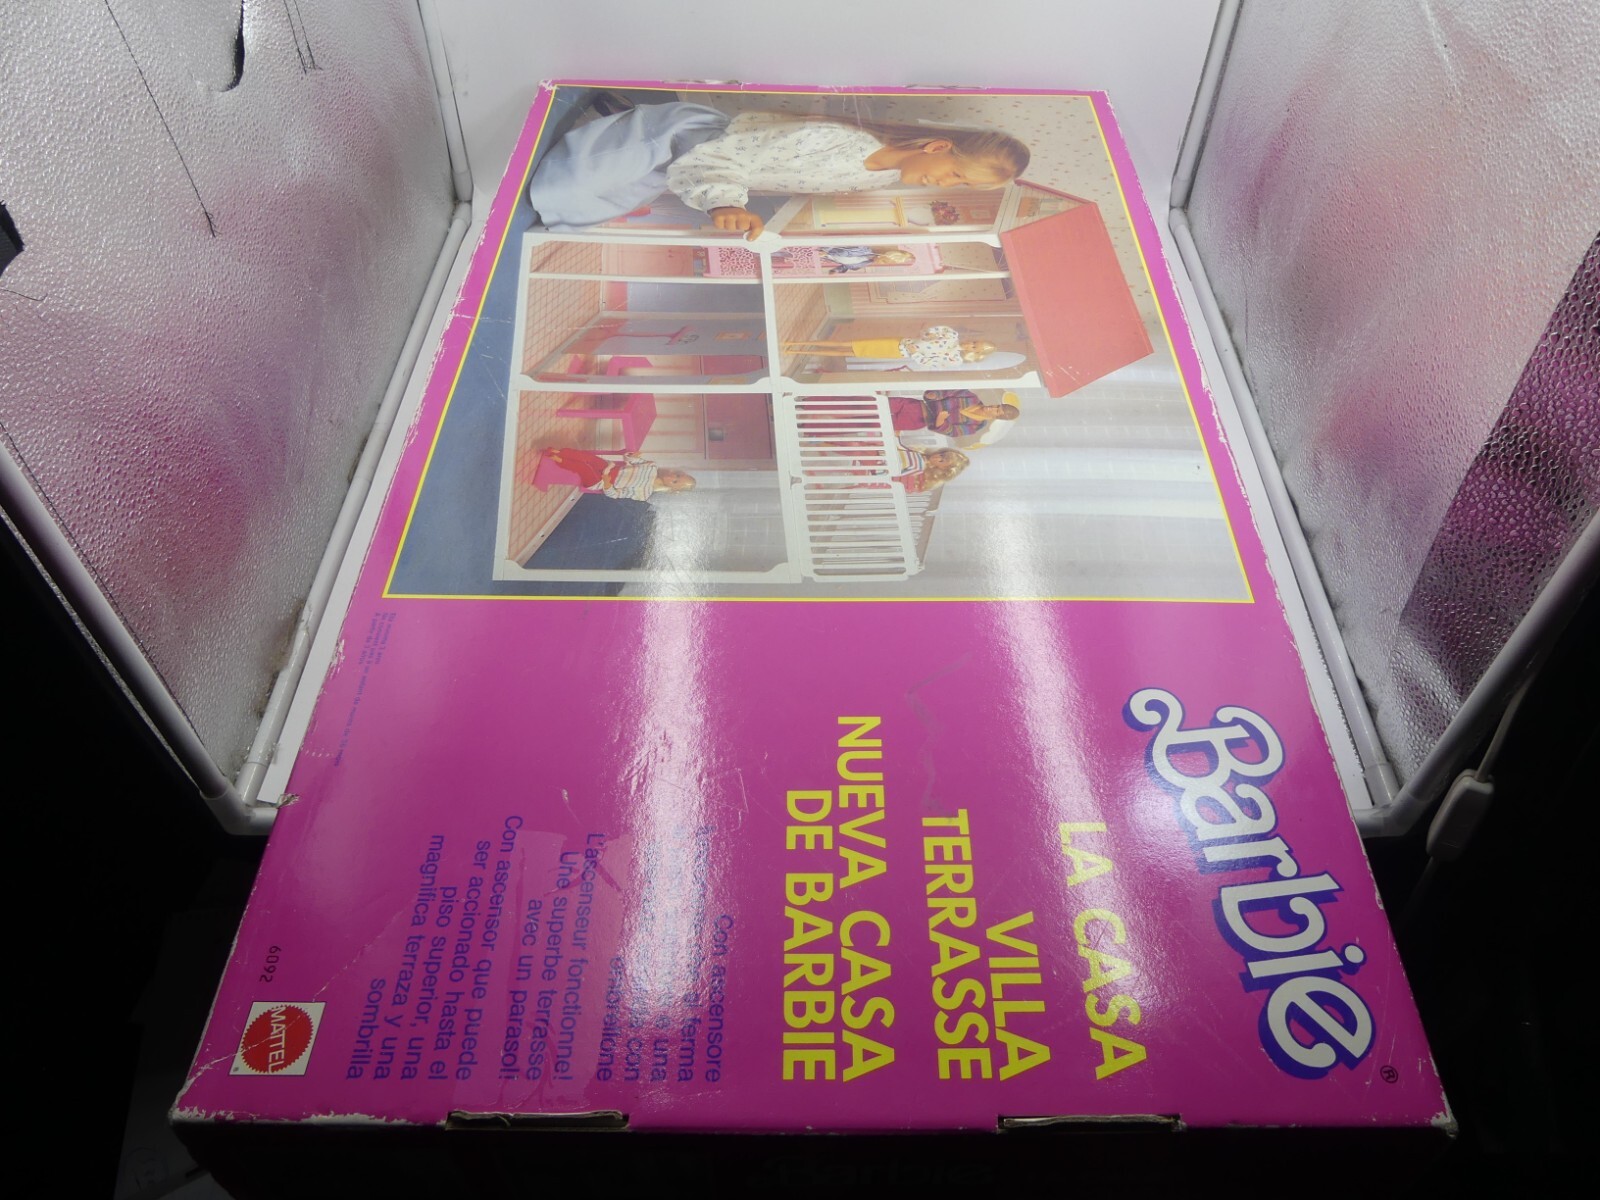 Barbie®
LA CASA
VILLA
TERRASSE
NUEVA CASA
DE BARBIE
Con ascensore
L'ascenseur fonctionne!
Une superbe terrasse
avec un parasol!
Con ascensor que puede
ser accionado hasta el
piso superior, una
magnífica terraza y una
sombrilla
6092
MATTEL